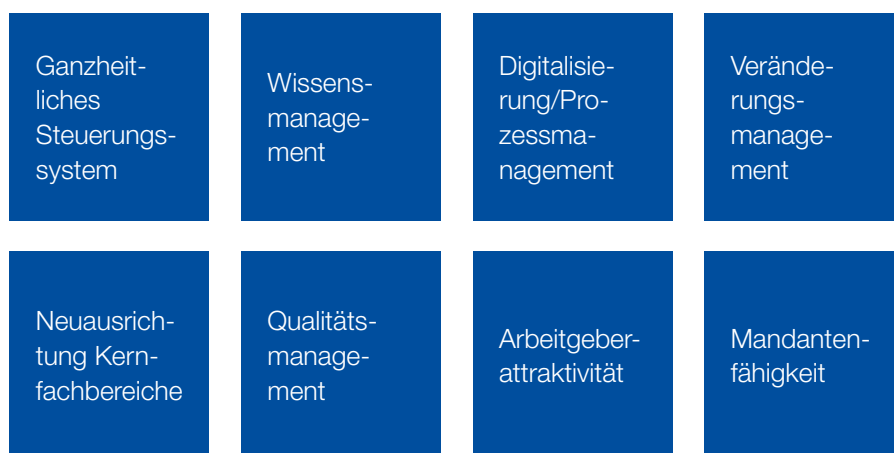 Ganzheit-
liches
Steuerungs-
system
Wissens-
manage-
ment
Digitalisie-
rung/Pro-
zessma-
nagement
Verände-
rungs-
manage-
ment
Neuausrich-
tung Kern-
fachbereiche
Qualitäts-
manage-
ment
Arbeitgeber-
attraktivität
Mandanten-
fähigkeit